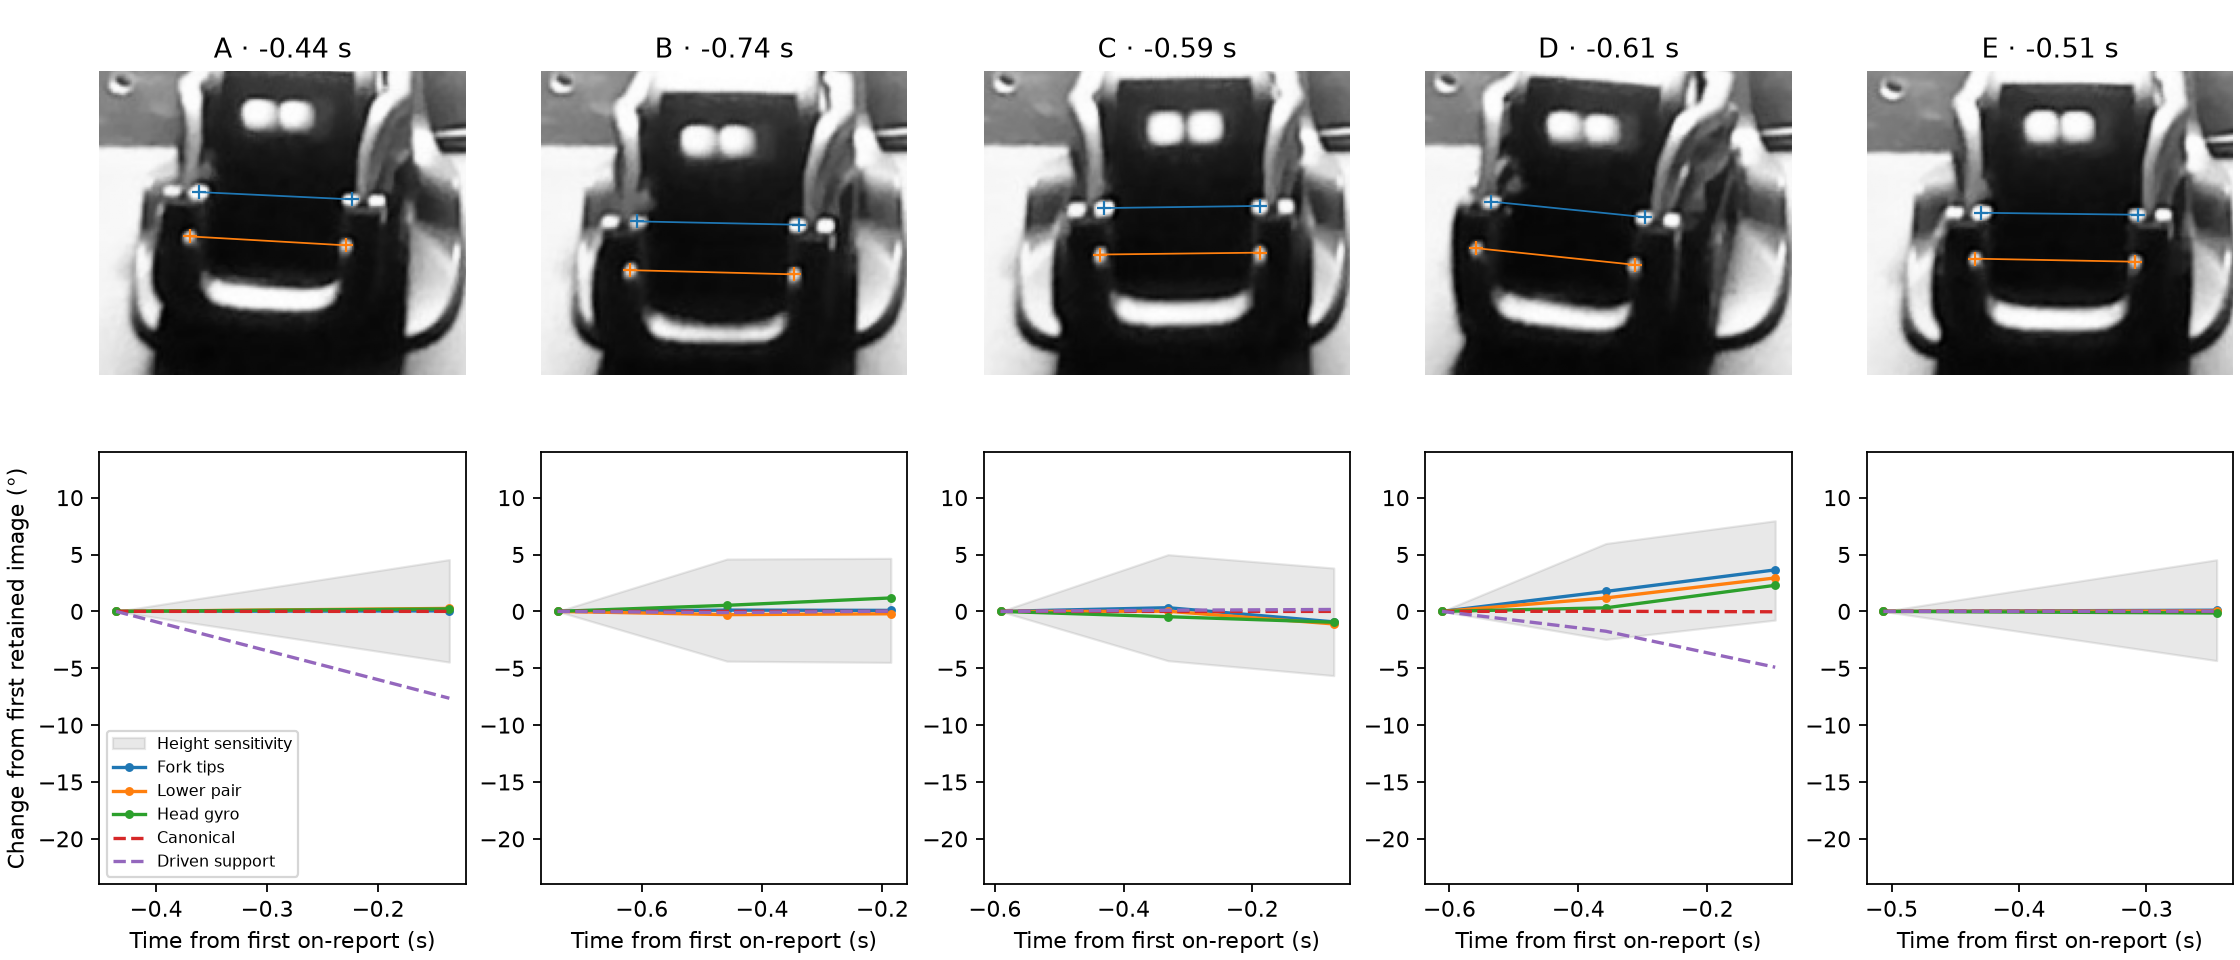 A · -0.44 s
B · -0.74 s
C · -0.59 s
D · -0.61 s
E · -0.51 s
Change from first retained image (°)
10
5
0
−5
−10
−15
−20
Height sensitivity
Fork tips
Lower pair
Head gyro
Canonical
Driven support
−0.4
−0.3
−0.2
Time from first on-report (s)
10
5
0
−5
−10
−15
−20
−0.6
−0.4
−0.2
Time from first on-report (s)
10
5
0
−5
−10
−15
−20
−0.6
−0.4
−0.2
Time from first on-report (s)
10
5
0
−5
−10
−15
−20
−0.6
−0.4
−0.2
Time from first on-report (s)
10
5
0
−5
−10
−15
−20
−0.5
−0.4
−0.3
Time from first on-report (s)